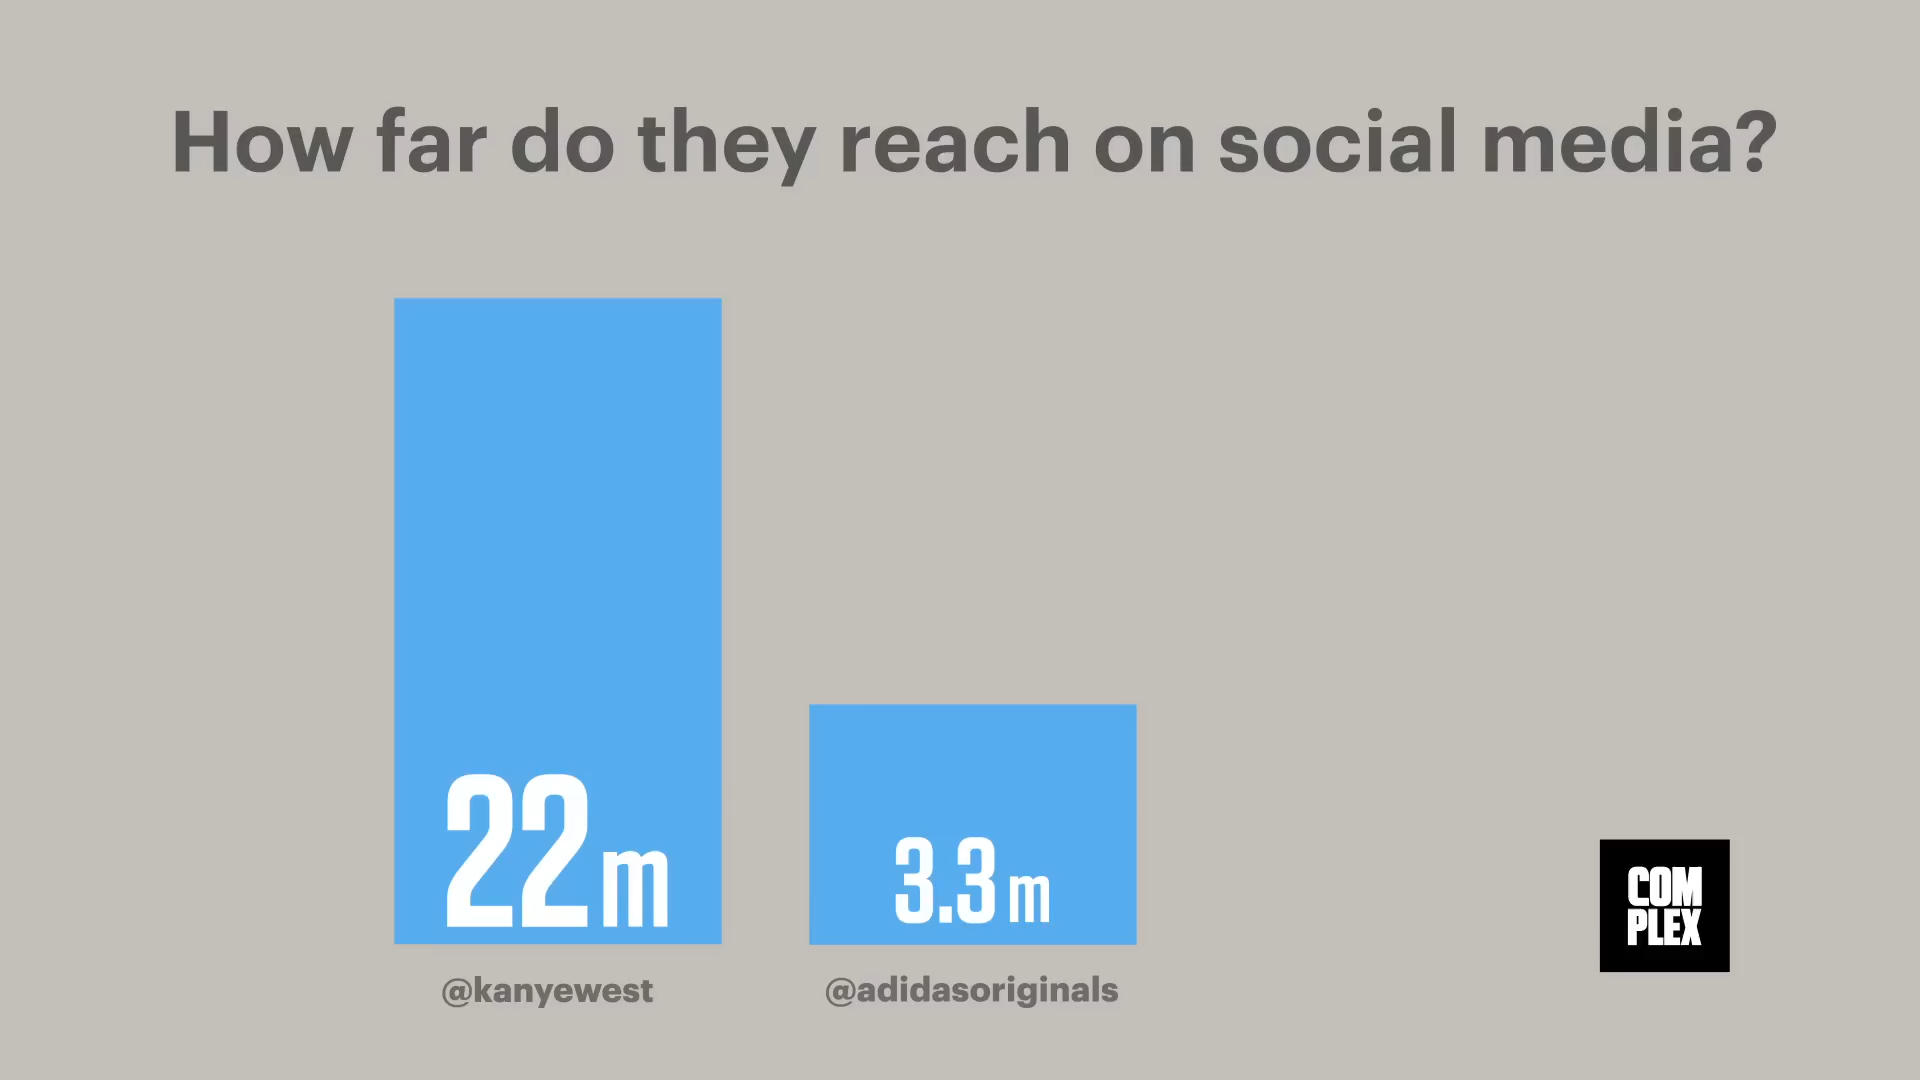 How far do they reach on social media?
22m
3.3m
@kanyewest
@adidasoriginals
COM
PLEX